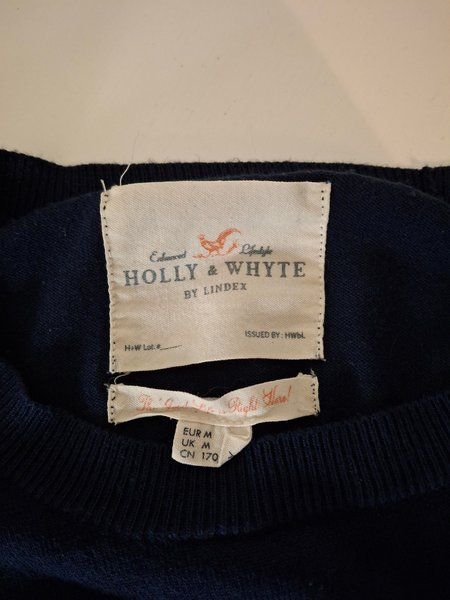 Enhanced Lifestyle
HOLLY & WHYTE
BY LINDEX
ISSUED BY: HWbl.
H&W Lot. #
The Good Life... Right Here!
EUR M
UK M
CN 170